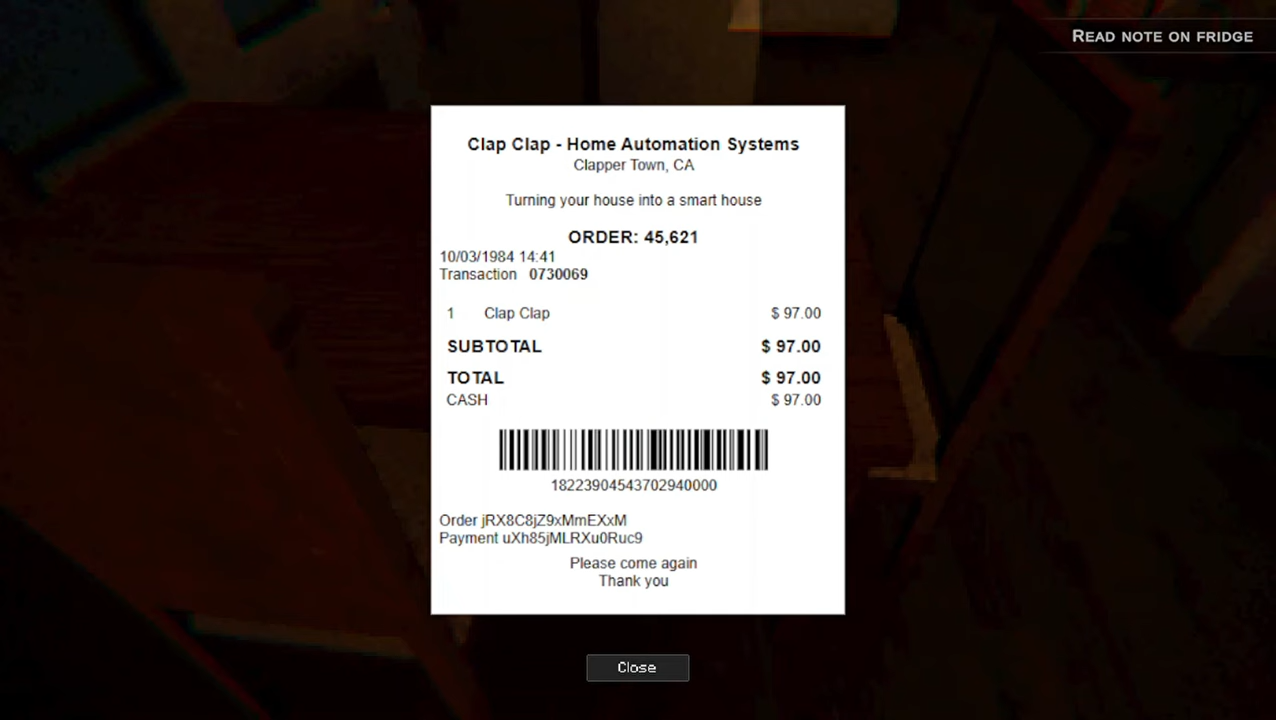 READ NOTE ON FRIDGE
Clap Clap - Home Automation Systems
Clapper Town, CA
Turning your house into a smart house
ORDER: 45,621
10/03/1984 14:41
Transaction 0730069
1 Clap Clap $ 97.00
SUBTOTAL $ 97.00
TOTAL $ 97.00
CASH $ 97.00
18223904543702940000
Order jRX8C8jZ9xMmEXxM
Payment uXh85jMLRXu0Ruc9
Please come again
Thank you
Close